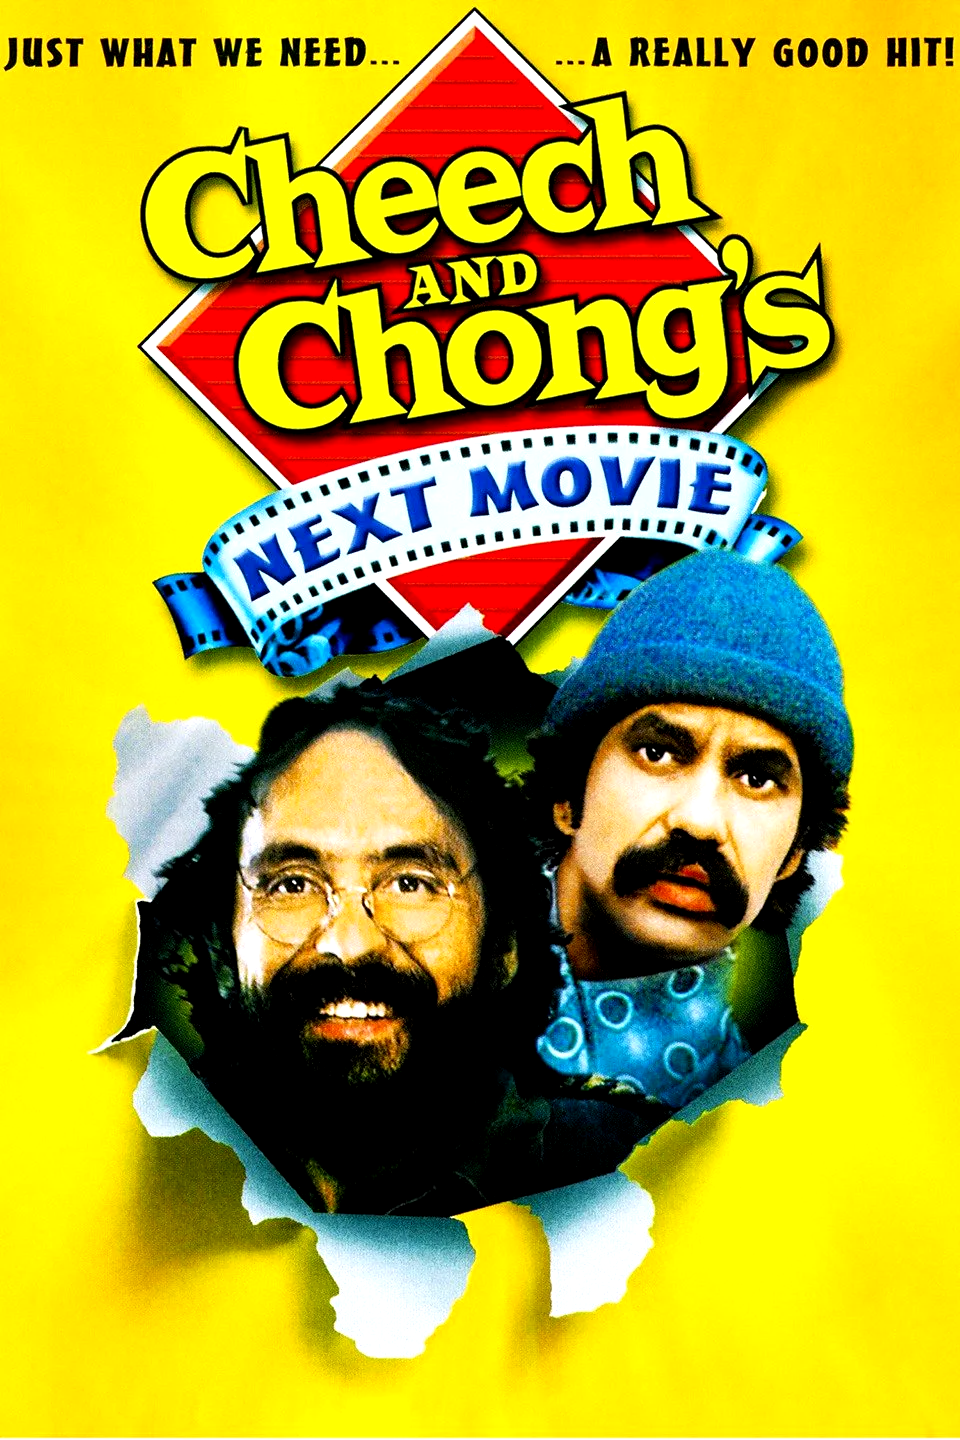 JUST WHAT WE NEED... ...A REALLY GOOD HIT!
Cheech
AND
Chong's
NEXT MOVIE